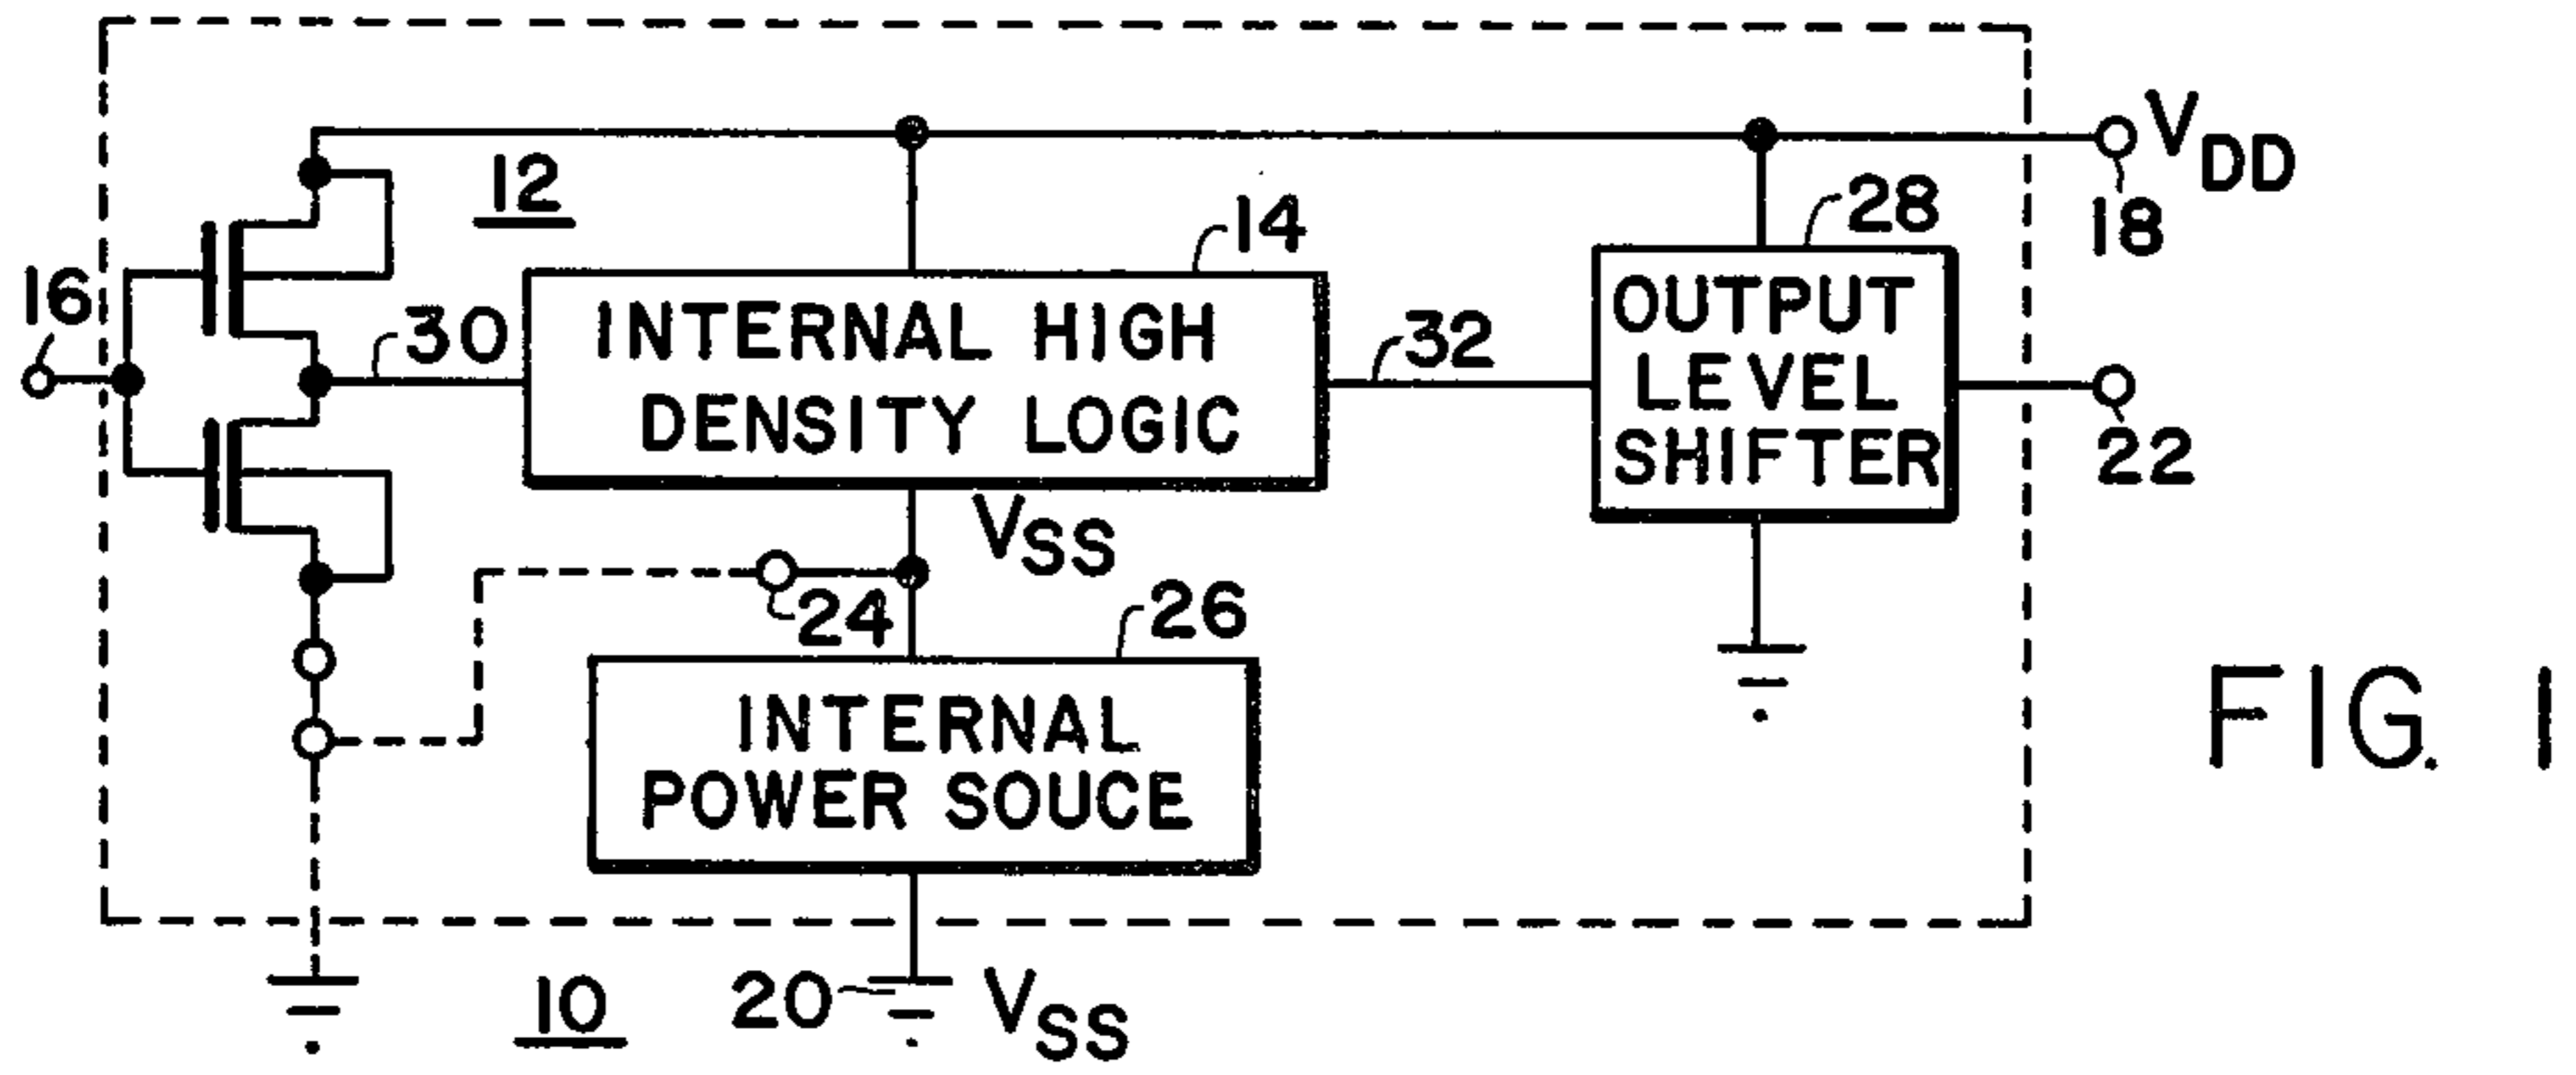 VDD
12
28
14
18
16
OUTPUT
LEVEL
SHIFTER
INTERNAL HIGH
DENSITY LOGIC
30
32
22
VSS
24
26
INTERNAL
POWER SOUCE
FIG. 1
10
20
VSS